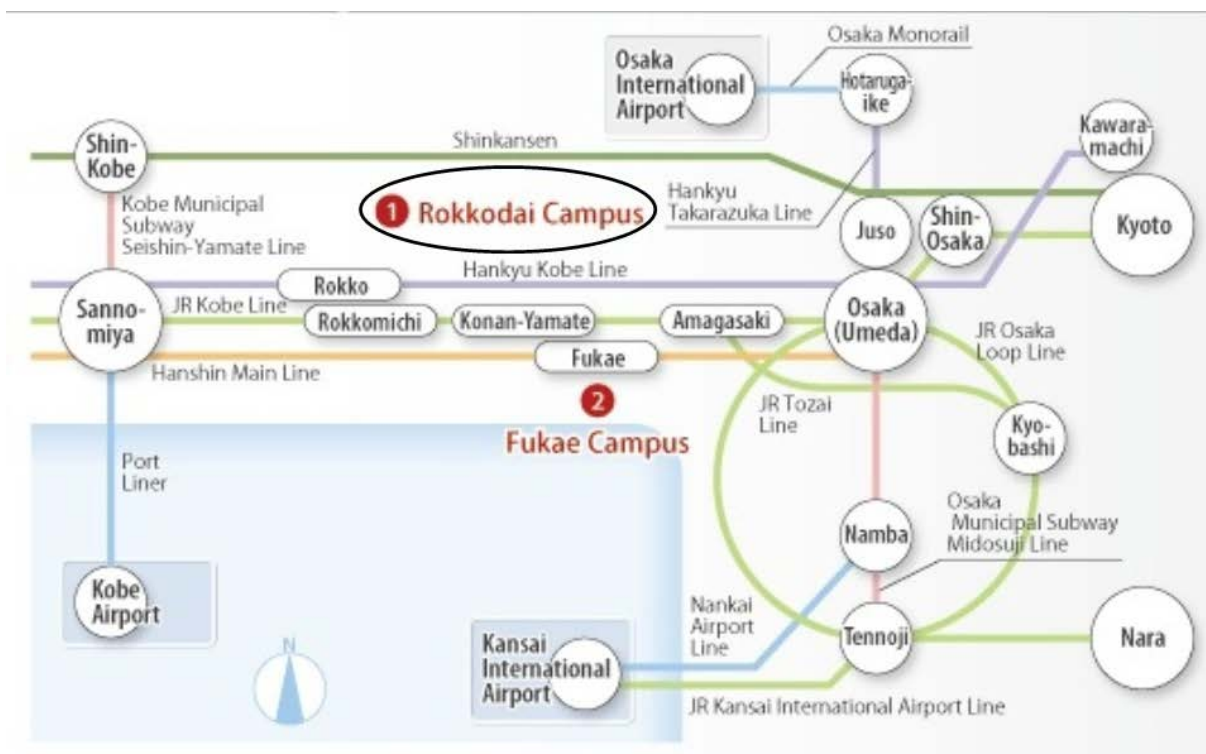 Osaka Monorail
Osaka
International
Airport
Hotaruga-
ike
Kawara-
machi
Shin-
Kobe
Shinkansen
Kobe Municipal
Subway
Seishin-Yamate Line
1 Rokkodai Campus
Hankyu
Takarazuka Line
Juso
Shin-
Osaka
Kyoto
Rokko
Hankyu Kobe Line
Sanno-
miya
JR Kobe Line
Rokkomichi
Konan-Yamate
Amagasaki
Osaka
(Umeda)
JR Osaka
Loop Line
Hanshin Main Line
Fukae
2
Fukae Campus
JR Tozai
Line
Kyo-
bashi
Port
Liner
Osaka
Municipal Subway
Midosuji Line
Namba
Kobe
Airport
Nankai
Airport
Line
Tennoji
Nara
N
Kansai
International
Airport
JR Kansai International Airport Line